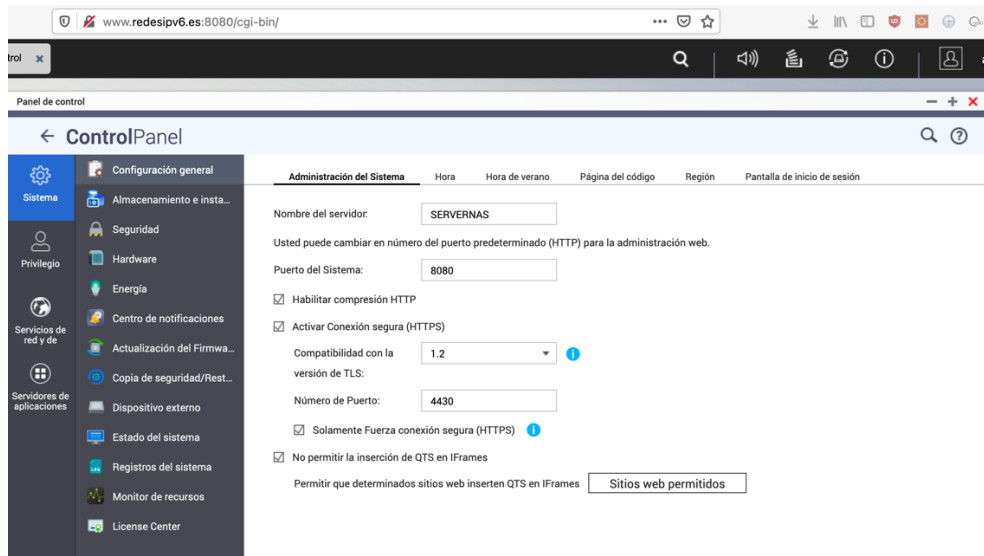 www.redesipv6.es:8080/cgi-bin/
trol
Panel de control
ControlPanel
Sistema
Privilegio
Servicios de
red y de
Servidores de
aplicaciones
Configuración general
Almacenamiento e insta...
Seguridad
Hardware
Energía
Centro de notificaciones
Actualización del Firmwa...
Copia de seguridad/Rest...
Dispositivo externo
Estado del sistema
Registros del sistema
Monitor de recursos
License Center
Administración del Sistema Hora Hora de verano Página del código Región Pantalla de inicio de sesión
Nombre del servidor: SERVERNAS
Usted puede cambiar en número del puerto predeterminado (HTTP) para la administración web.
Puerto del Sistema: 8080
Habilitar compresión HTTP
Activar Conexión segura (HTTPS)
Compatibilidad con la 1.2
versión de TLS:
Número de Puerto: 4430
Solamente Fuerza conexión segura (HTTPS)
No permitir la inserción de QTS en IFrames
Permitir que determinados sitios web inserten QTS en IFrames Sitios web permitidos